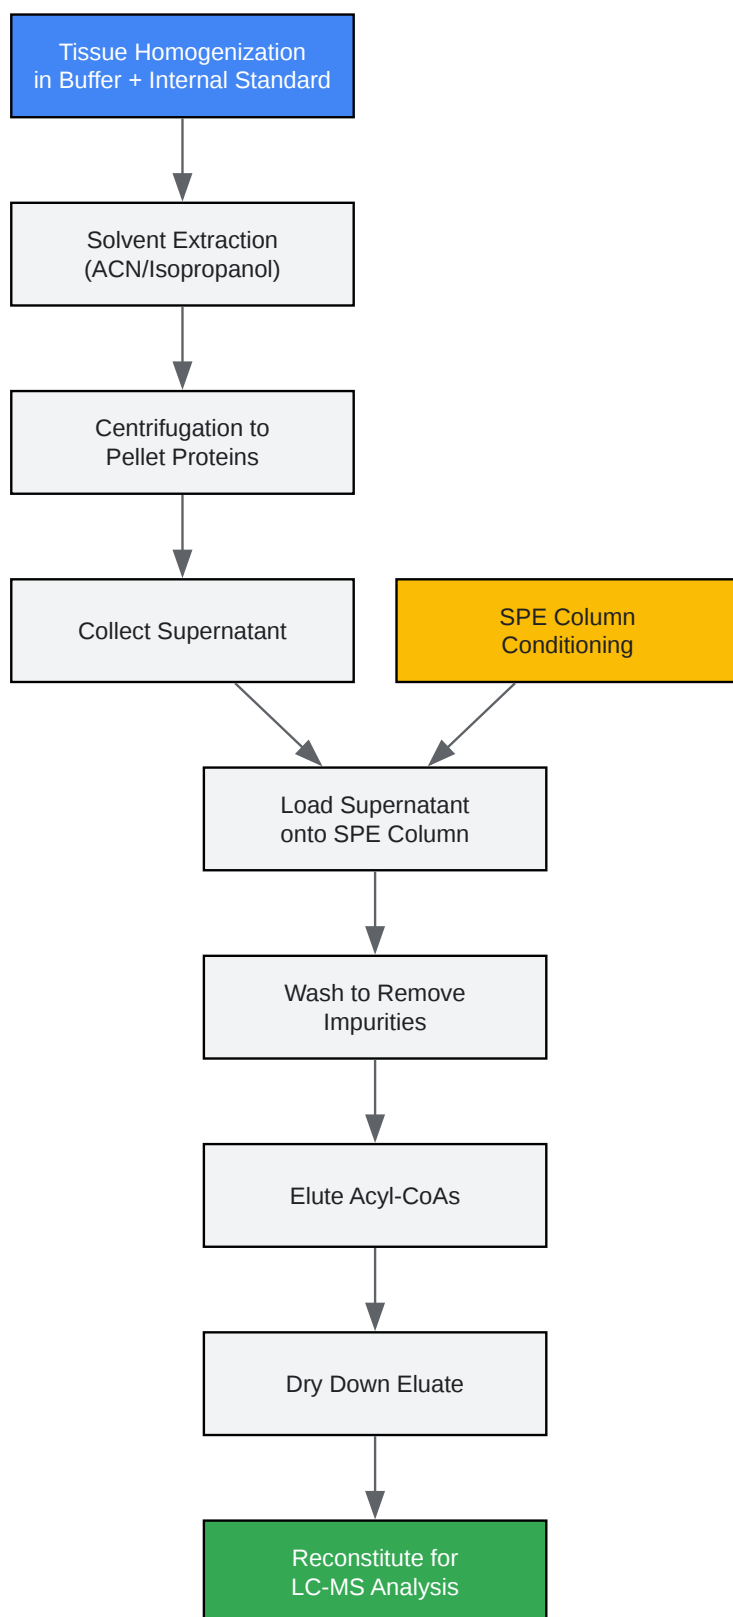 Tissue Homogenization
in Buffer + Internal Standard
Solvent Extraction
(ACN/Isopropanol)
Centrifugation to
Pellet Proteins
Collect Supernatant
SPE Column
Conditioning
Load Supernatant
onto SPE Column
Wash to Remove
Impurities
Elute Acyl-CoAs
Dry Down Eluate
Reconstitute for
LC-MS Analysis